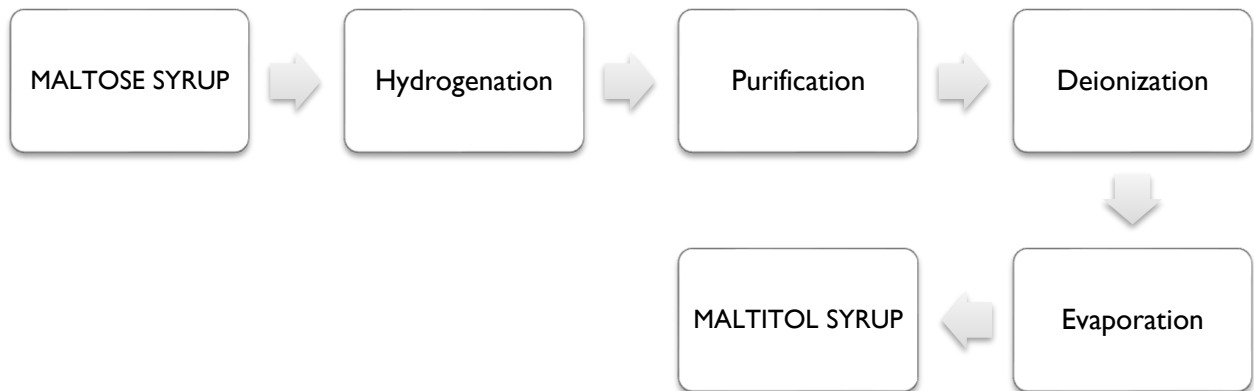 MALTOSE SYRUP
Hydrogenation
Purification
Deionization
Evaporation
MALTITOL SYRUP